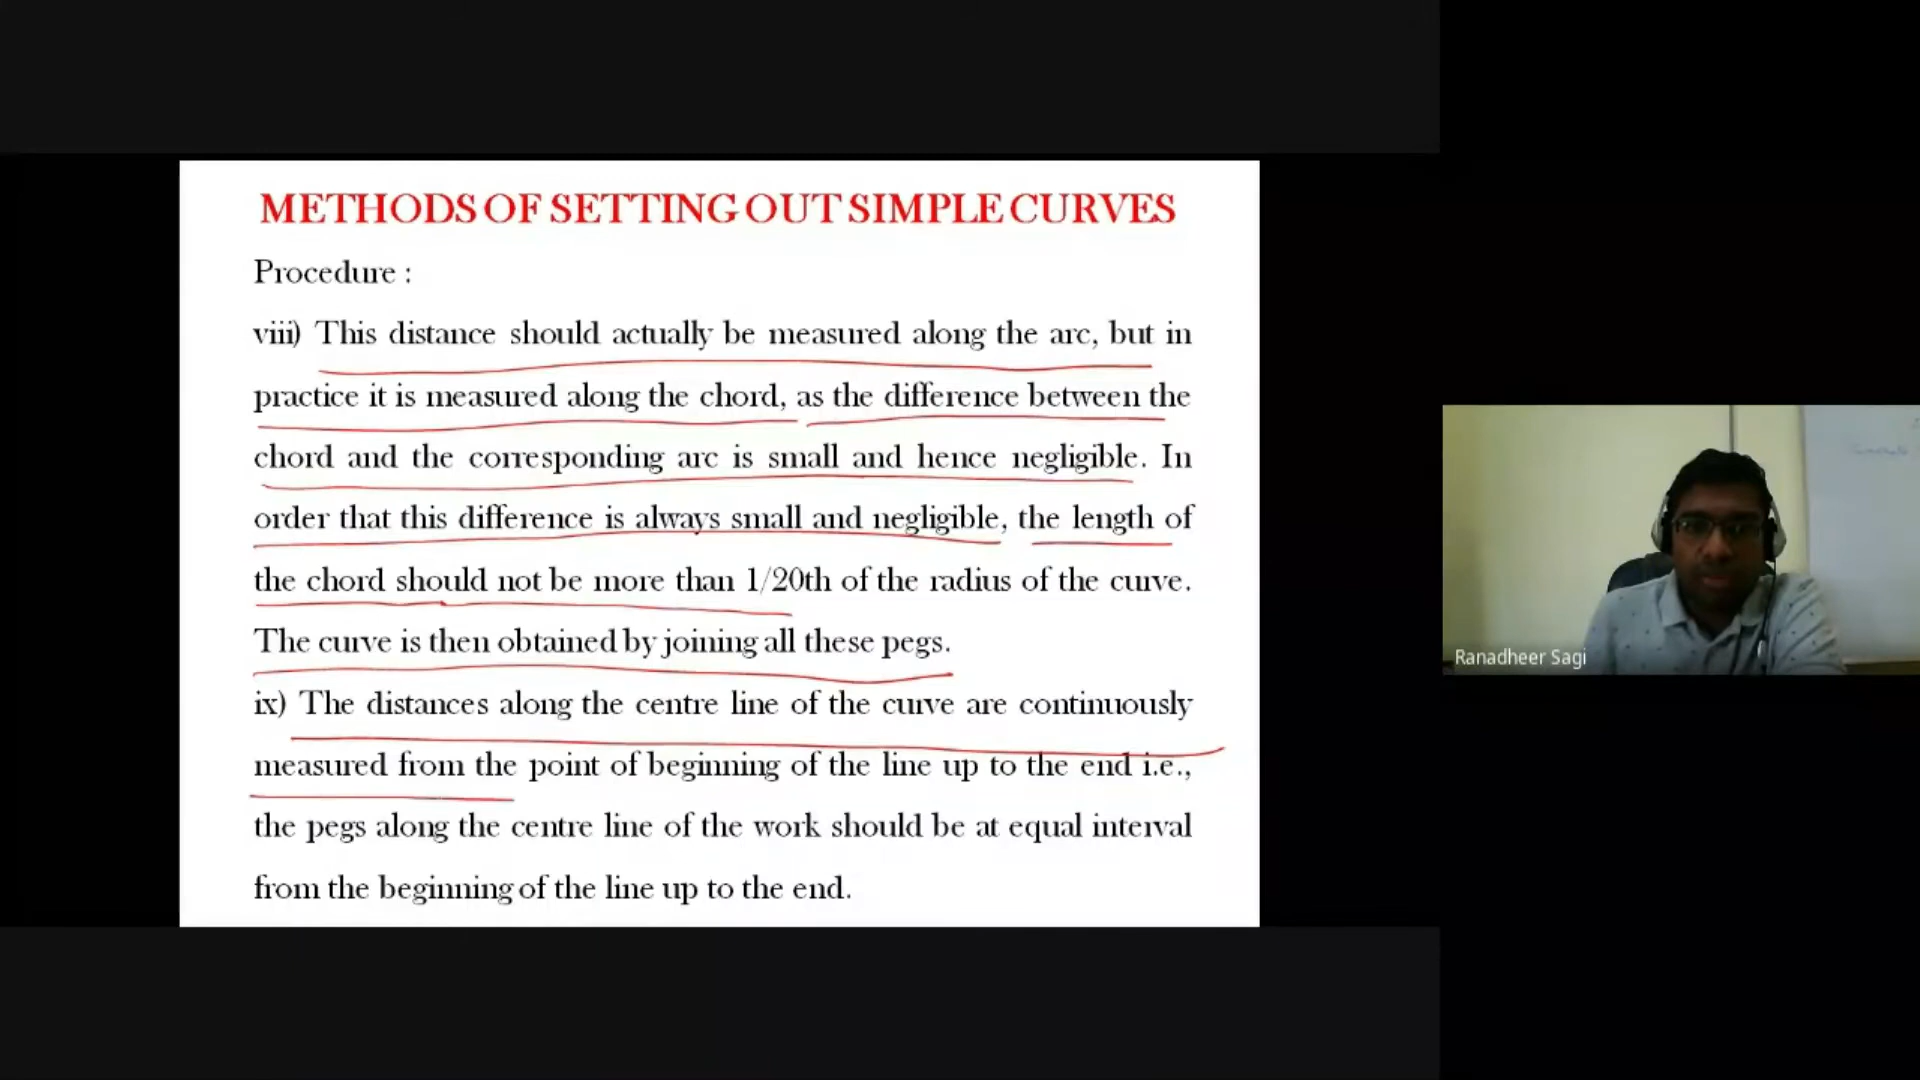 METHODS OF SETTING OUT SIMPLE CURVES
Procedure :
viii) This distance should actually be measured along the arc, but in
practice it is measured along the chord, as the difference between the
chord and the corresponding arc is small and hence negligible. In
order that this difference is always small and negligible, the length of
the chord should not be more than 1/20th of the radius of the curve.
The curve is then obtained by joining all these pegs.
ix) The distances along the centre line of the curve are continuously
measured from the point of beginning of the line up to the end i.e.,
the pegs along the centre line of the work should be at equal interval
from the beginning of the line up to the end.
Ranadheer Sagi